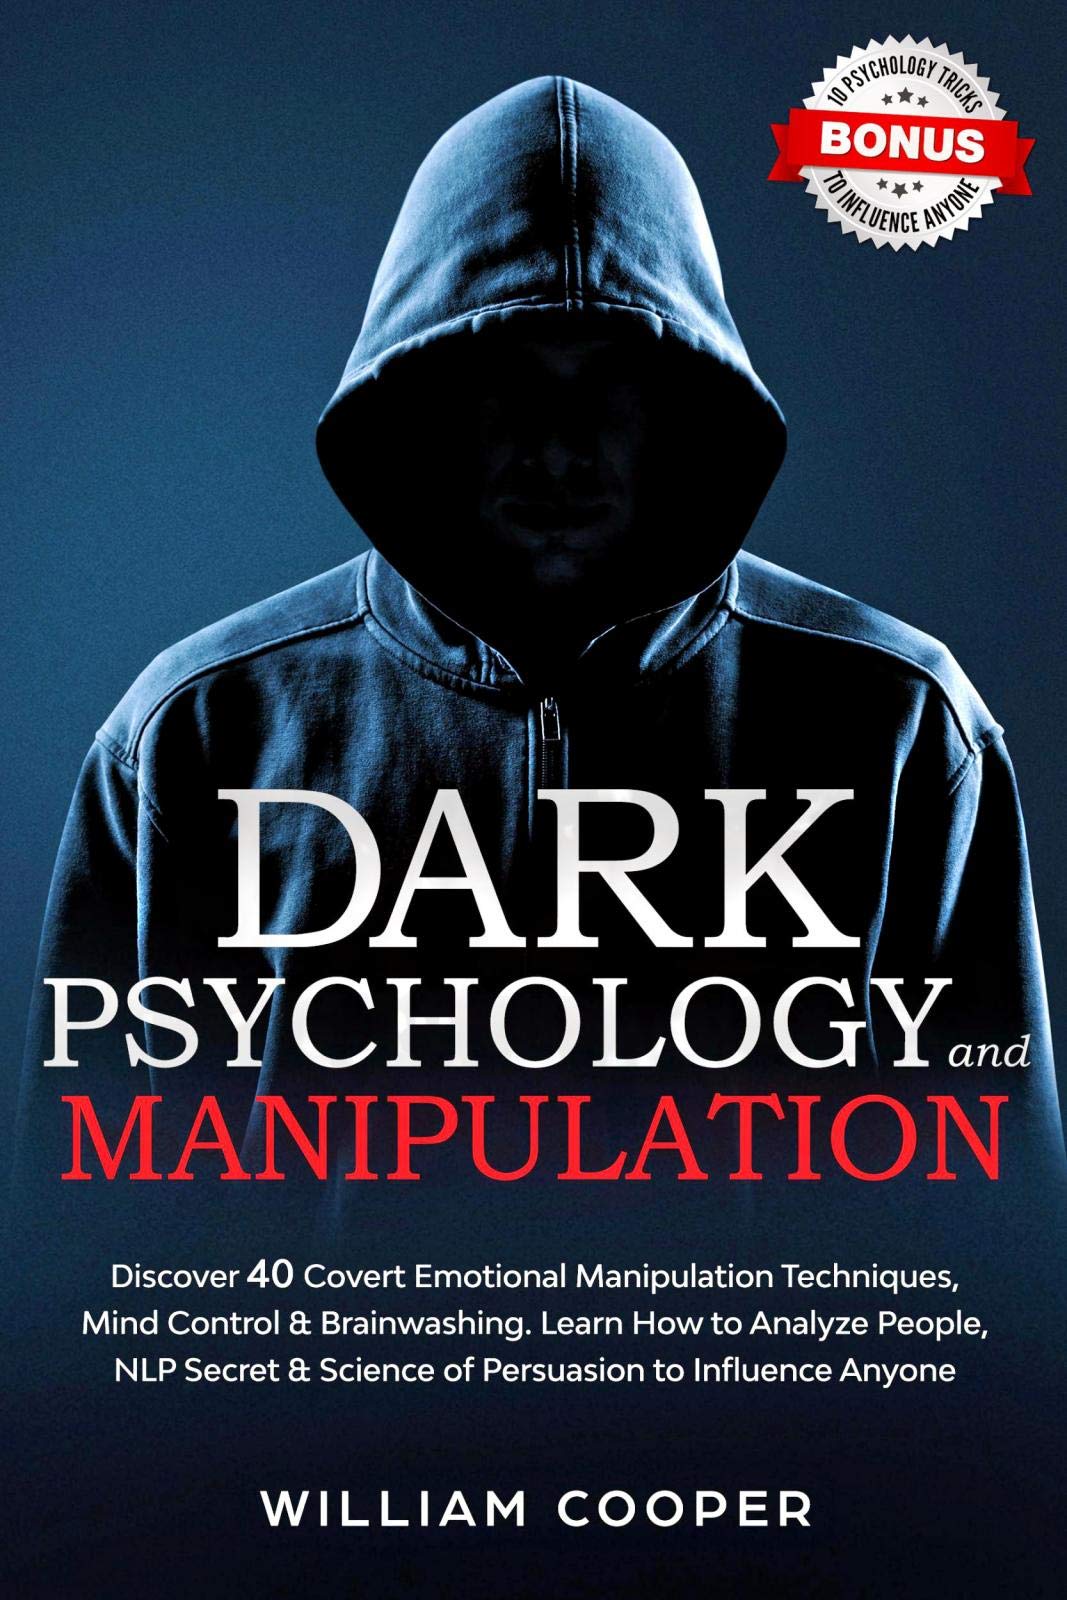 10 PSYCHOLOGY TRICKS
BONUS
TO INFLUENCE ANYONE
DARK
PSYCHOLOGY and
MANIPULATION
Discover 40 Covert Emotional Manipulation Techniques,
Mind Control & Brainwashing. Learn How to Analyze People,
NLP Secret & Science of Persuasion to Influence Anyone
WILLIAM COOPER